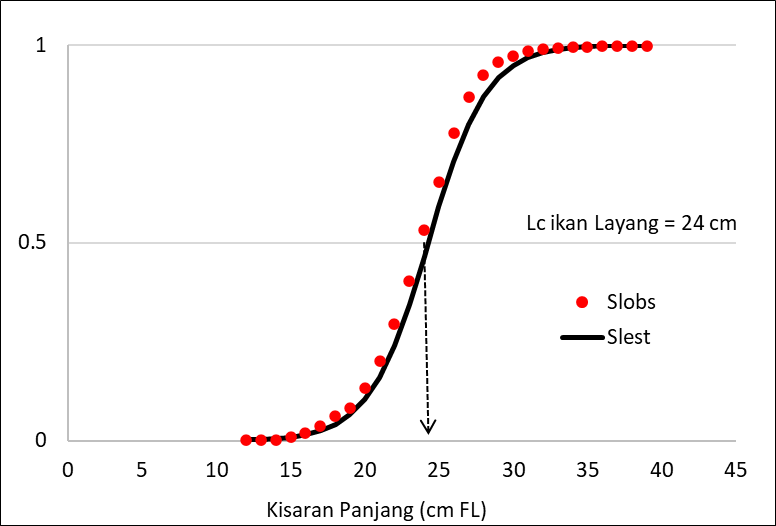 1
Lc ikan Layang = 24 cm
0.5
Slobs
Slest
0
0 5 10 15 20 25 30 35 40 45
Kisaran Panjang (cm FL)